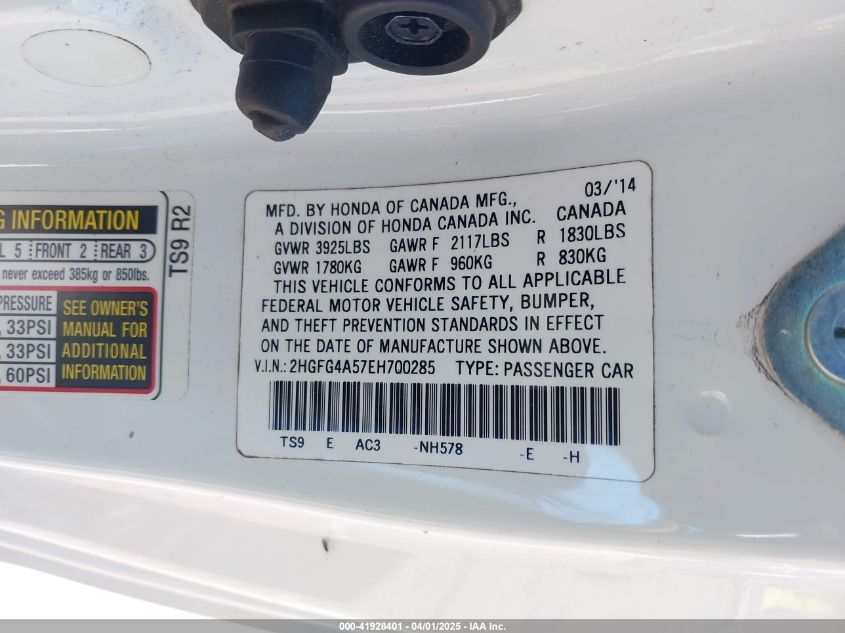 G INFORMATION
L 5 FRONT 2 REAR 3
never exceed 385kg or 850lbs.
PRESSURE
, 33PSI
, 33PSI
, 60PSI
SEE OWNER'S
MANUAL FOR
ADDITIONAL
INFORMATION
TS9 R2
03/'14
MFD. BY HONDA OF CANADA MFG.,
A DIVISION OF HONDA CANADA INC. CANADA
GVWR 3925LBS GAWR F 2117LBS R 1830LBS
GVWR 1780KG GAWR F 960KG R 830KG
THIS VEHICLE CONFORMS TO ALL APPLICABLE
FEDERAL MOTOR VEHICLE SAFETY, BUMPER,
AND THEFT PREVENTION STANDARDS IN EFFECT
ON THE DATE OF MANUFACTURE SHOWN ABOVE.
V.I.N.: 2HGFG4A57EH700285 TYPE: PASSENGER CAR
TS9 E AC3 -NH578 -E -H
000-41928401 - 04/01/2025 - IAA Inc.